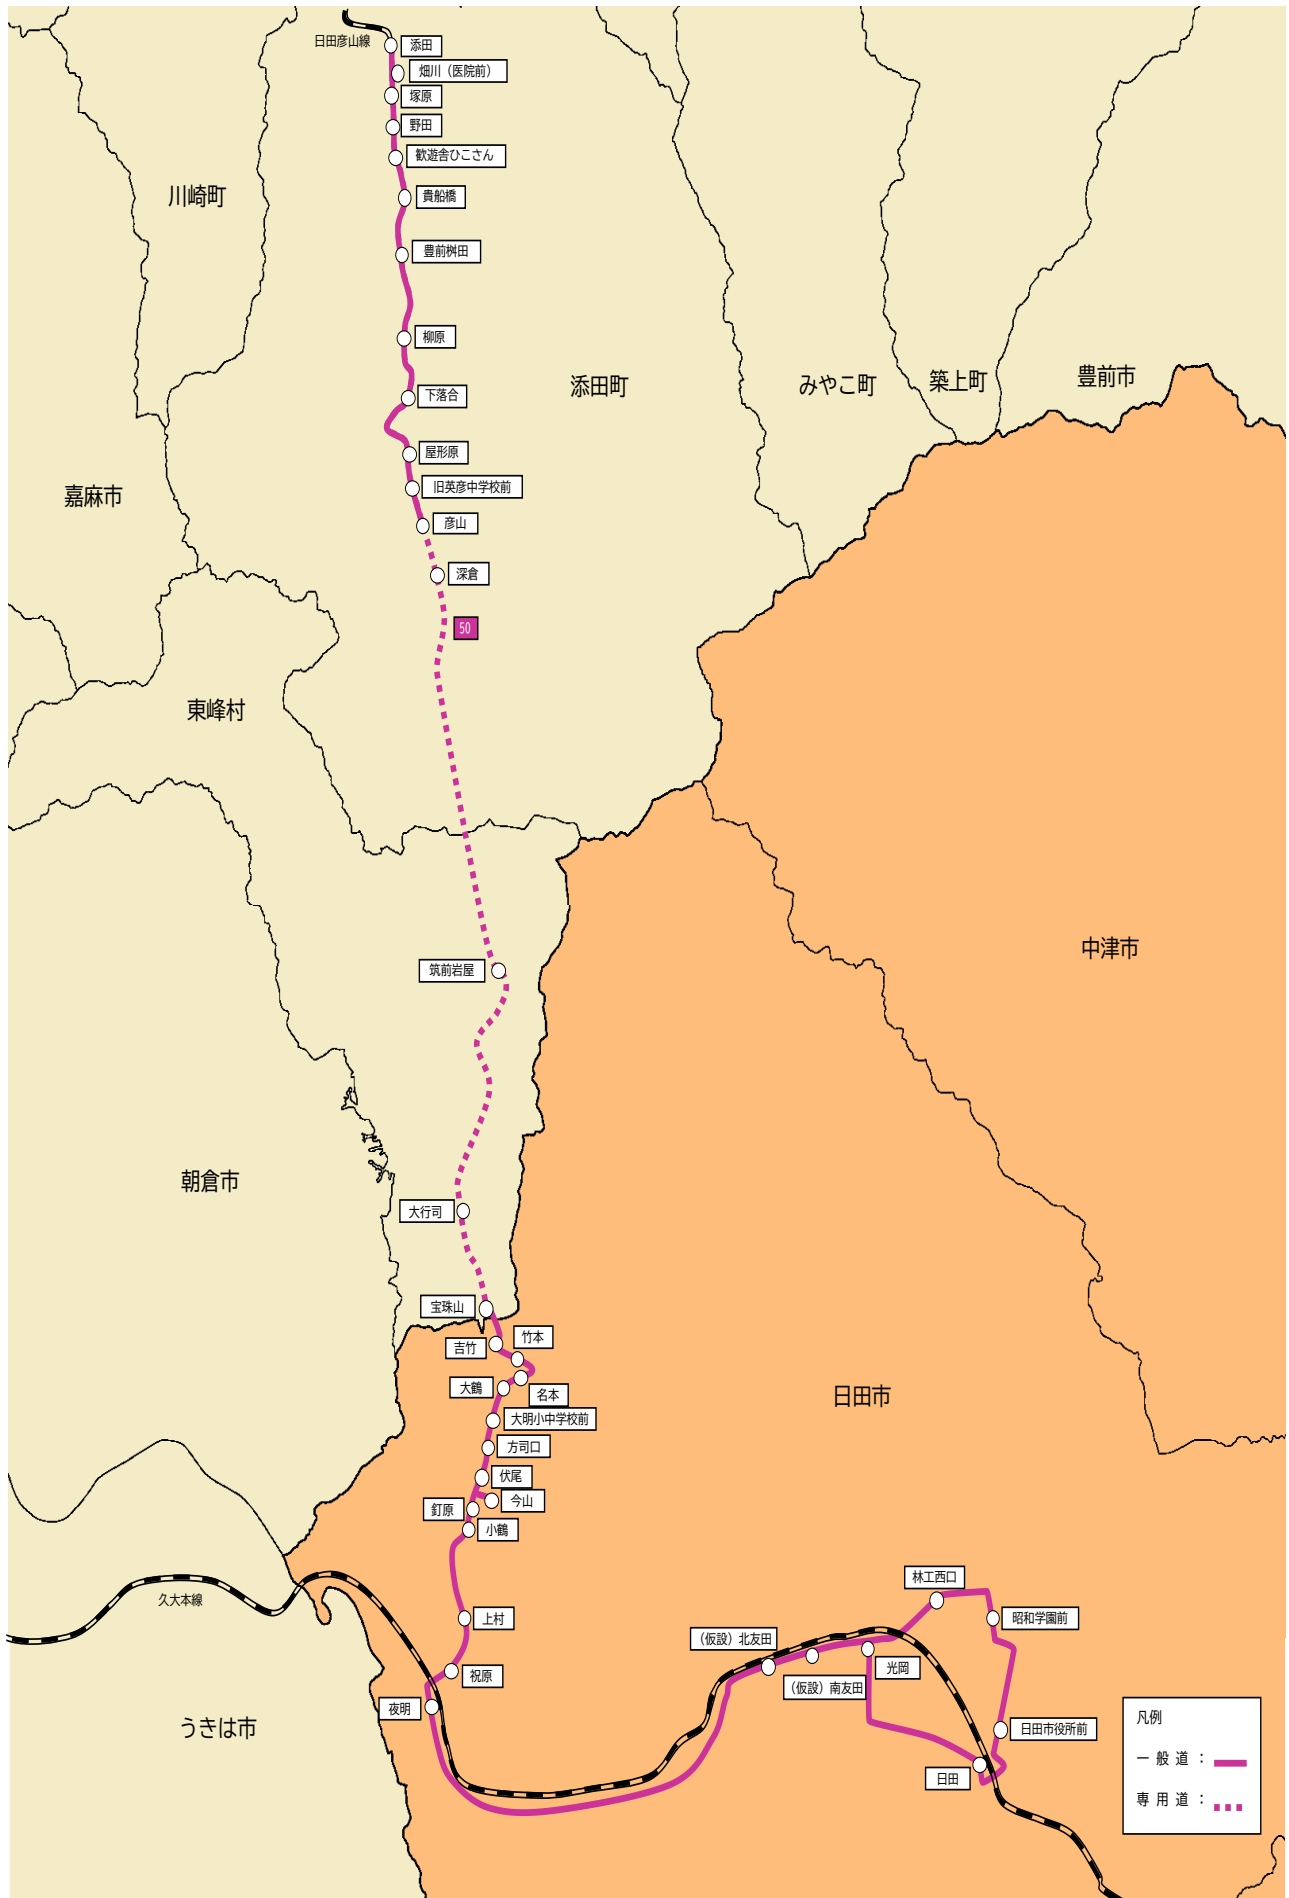 日田彦山線
添田
畑川（医院前）
塚原
野田
歓遊舎ひこさん
川崎町
貴船橋
豊前桝田
柳原
添田町
みやこ町
築上町
豊前市
下落合
屋形原
嘉麻市
旧英彦中学校前
彦山
深倉
50
東峰村
中津市
筑前岩屋
朝倉市
大行司
宝珠山
竹本
吉竹
大鶴
名本
日田市
大明小中学校前
方司口
伏尾
今山
釘原
小鶴
林工西口
久大本線
上村
昭和学園前
（仮設）北友田
光岡
祝原
（仮設）南友田
夜明
うきは市
日田市役所前
日田
凡例
一般道：
専用道：